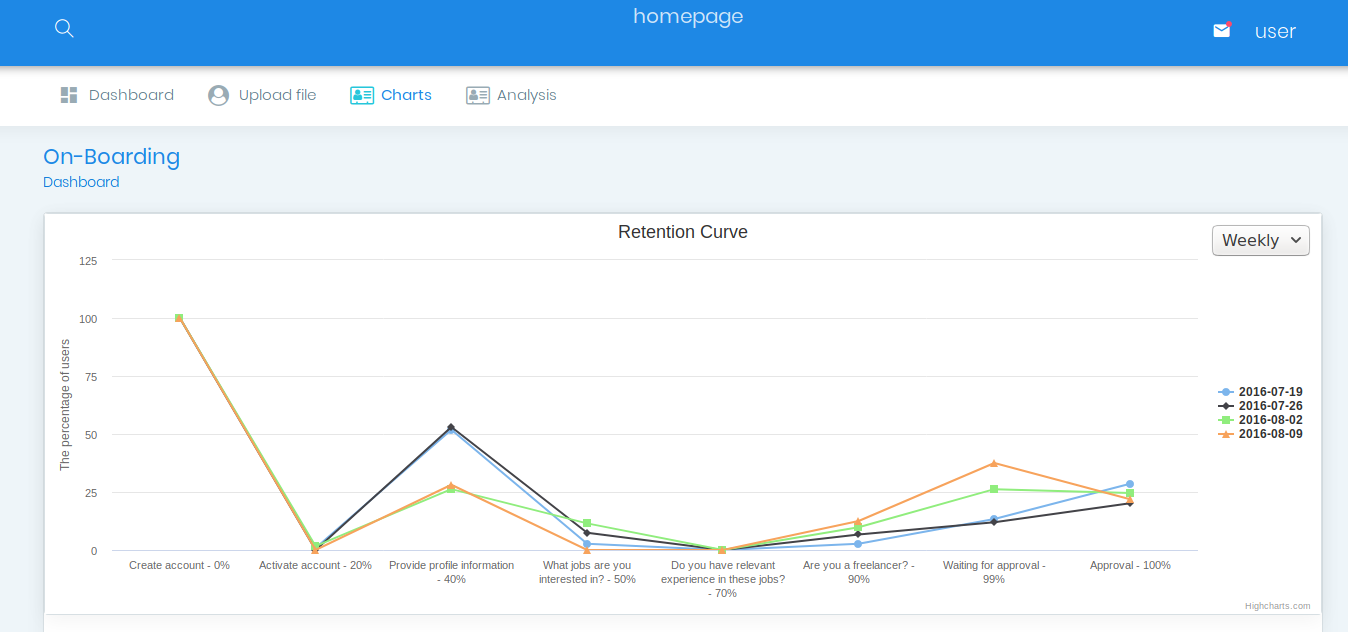 homepage
user
Dashboard
Upload file
Charts
Analysis
On-Boarding
Dashboard
Retention Curve
Weekly
The percentage of users
125
100
75
50
25
0
Create account - 0%
Activate account - 20%
Provide profile information
- 40%
What jobs are you
interested in? - 50%
Do you have relevant
experience in these jobs?
- 70%
Are you a freelancer? -
90%
Waiting for approval -
99%
Approval - 100%
2016-07-19
2016-07-26
2016-08-02
2016-08-09
Highcharts.com